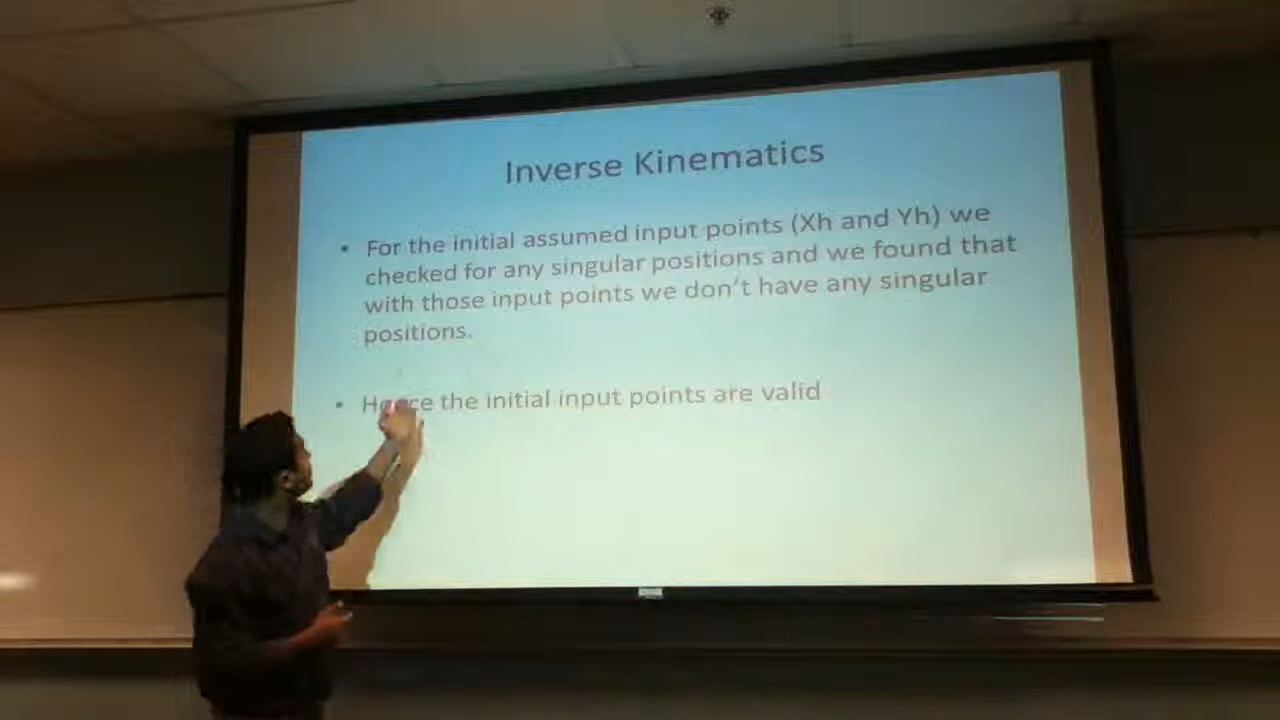 Inverse Kinematics
• For the initial assumed input points (Xh and Yh) we
checked for any singular positions and we found that
with those input points we don't have any singular
positions.
• Hence the initial input points are valid